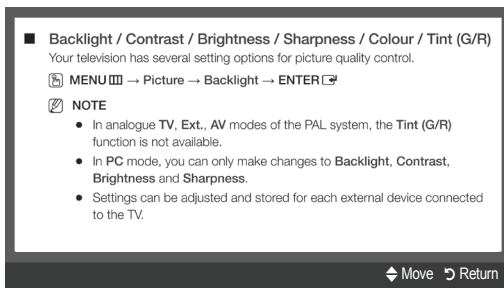 ■ Backlight / Contrast / Brightness / Sharpness / Colour / Tint (G/R)
Your television has several setting options for picture quality control.
MENU → Picture → Backlight → ENTER
NOTE
● In analogue TV, Ext., AV modes of the PAL system, the Tint (G/R)
function is not available.
● In PC mode, you can only make changes to Backlight, Contrast,
Brightness and Sharpness.
● Settings can be adjusted and stored for each external device connected
to the TV.
Move Return